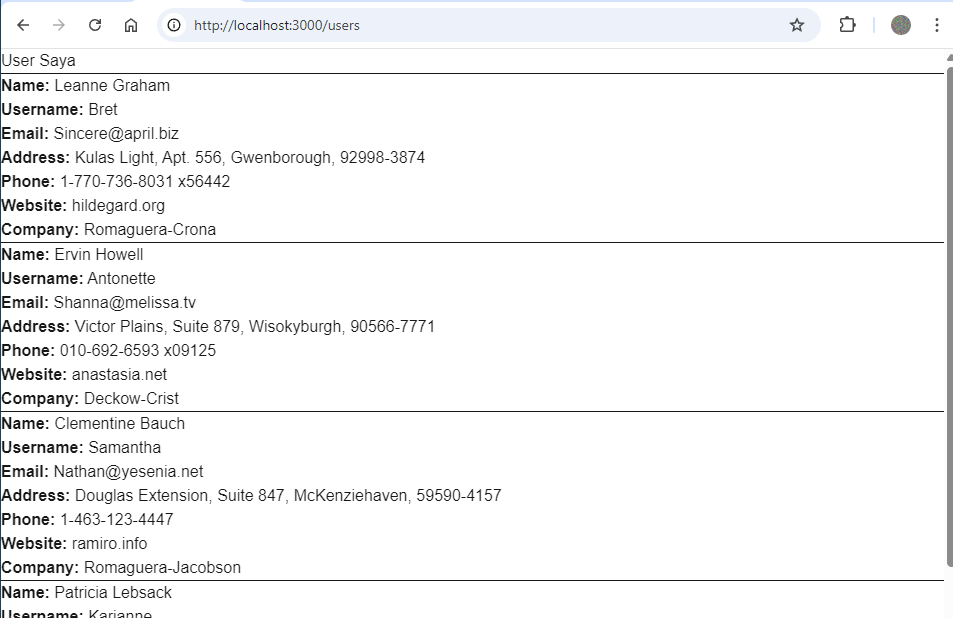 http://localhost:3000/users
User Saya
Name: Leanne Graham
Username: Bret
Email: Sincere@april.biz
Address: Kulas Light, Apt. 556, Gwenborough, 92998-3874
Phone: 1-770-736-8031 x56442
Website: hildegard.org
Company: Romaguera-Crona
Name: Ervin Howell
Username: Antonette
Email: Shanna@melissa.tv
Address: Victor Plains, Suite 879, Wisokyburgh, 90566-7771
Phone: 010-692-6593 x09125
Website: anastasia.net
Company: Deckow-Crist
Name: Clementine Bauch
Username: Samantha
Email: Nathan@yesenia.net
Address: Douglas Extension, Suite 847, McKenziehaven, 59590-4157
Phone: 1-463-123-4447
Website: ramiro.info
Company: Romaguera-Jacobson
Name: Patricia Lebsack
Username: Karianne